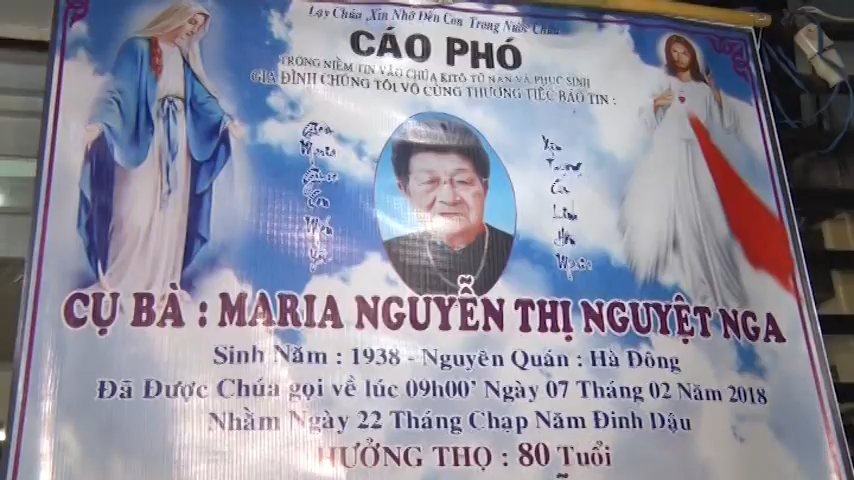 Lạy Chúa, Xin Nhớ Đến Con Trong Nước Chúa
CÁO PHÓ
TRONG NIỀM TIN VÀO CHÚA KITÔ TỬ NẠN VÀ PHỤC SINH
GIA ĐÌNH CHÚNG TÔI VÔ CÙNG THƯƠNG TIẾC BÁO TIN :
CỤ BÀ : MARIA NGUYỄN THỊ NGUYỆT NGA
Sinh Năm : 1938 - Nguyên Quán : Hà Đông
Đã Được Chúa gọi về lúc 09h00' Ngày 07 Tháng 02 Năm 2018
Nhằm Ngày 22 Tháng Chạp Năm Đinh Dậu
HƯỞNG THỌ : 80 Tuổi